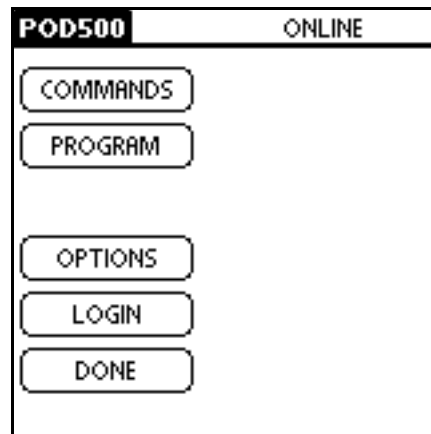 POD500 ONLINE
COMMANDS
PROGRAM
OPTIONS
LOGIN
DONE